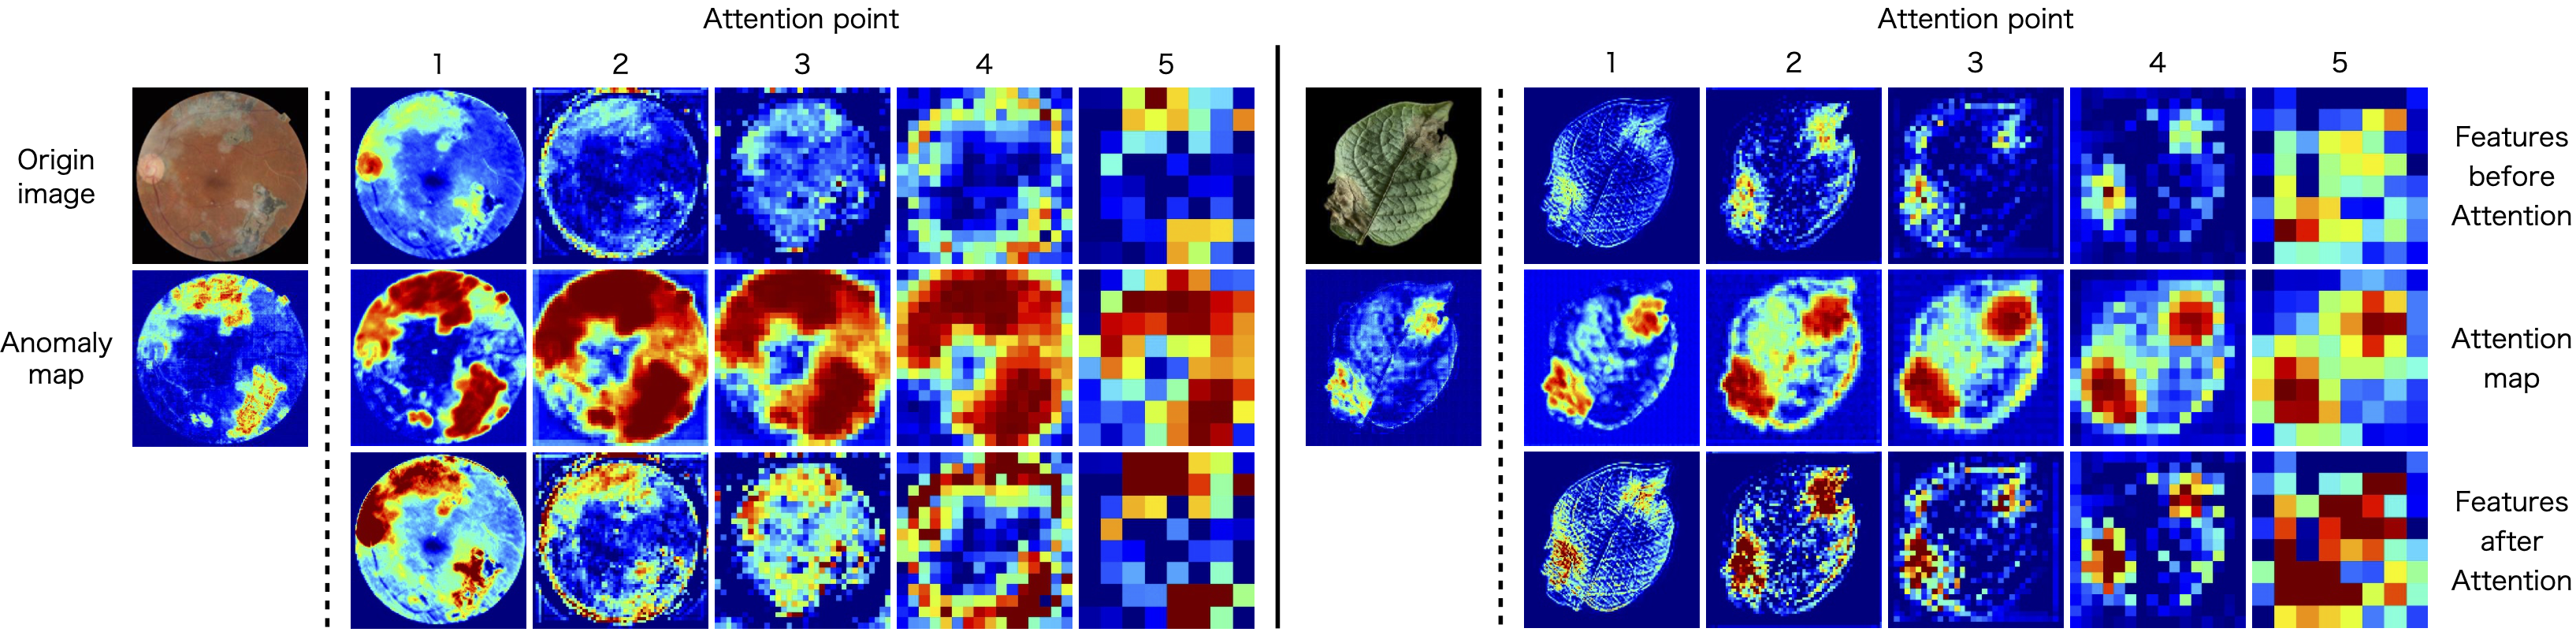 Attention point
1 2 3 4 5
Origin
image
Anomaly
map
Attention point
1 2 3 4 5
Features
before
Attention
Attention
map
Features
after
Attention